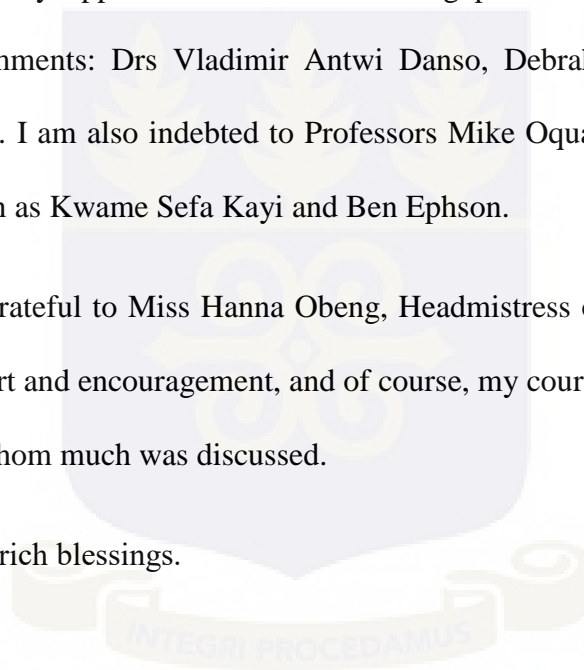 nments: Drs Vladimir Antwi Danso, Debral
. I am also indebted to Professors Mike Oqua
n as Kwame Sefa Kayi and Ben Ephson.
rateful to Miss Hanna Obeng, Headmistress
rt and encouragement, and of course, my cour
hom much was discussed.
rich blessings.
INTEGRI PROCEDAMUS